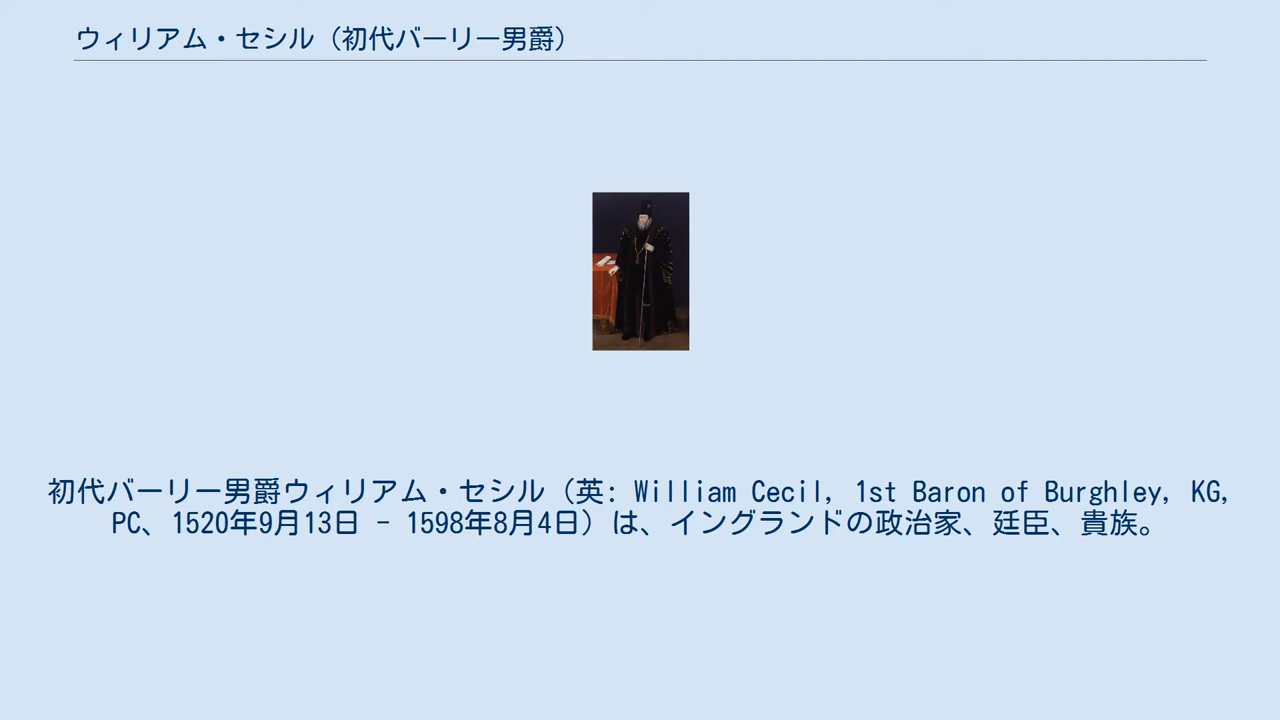 ウィリアム・セシル（初代バーリー男爵）
初代バーリー男爵ウィリアム・セシル（英: William Cecil, 1st Baron of Burghley, KG,
PC、1520年9月13日 - 1598年8月4日）は、イングランドの政治家、廷臣、貴族。